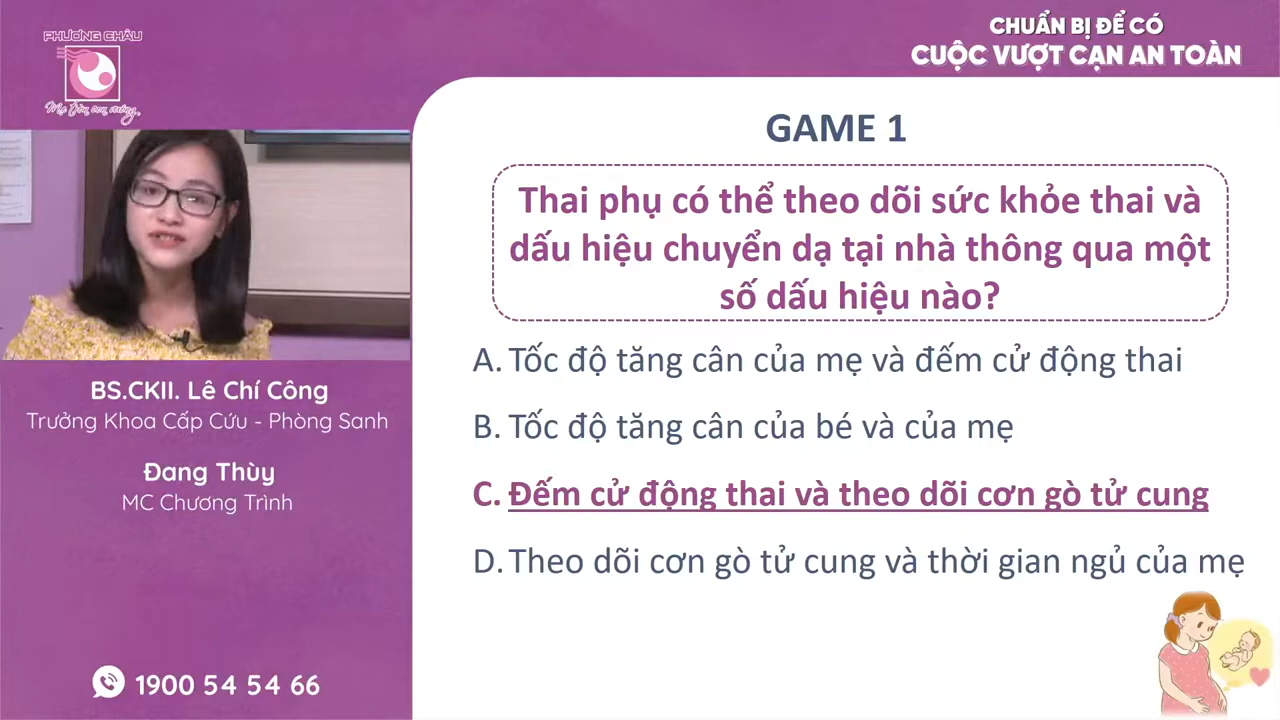 PHƯƠNG CHÂU
Mẹ tròn con vuông
CHUẨN BỊ ĐỂ CÓ
CUỘC VƯỢT CẠN AN TOÀN
GAME 1
Thai phụ có thể theo dõi sức khỏe thai và
dấu hiệu chuyển dạ tại nhà thông qua một
số dấu hiệu nào?
A. Tốc độ tăng cân của mẹ và đếm cử động thai
B. Tốc độ tăng cân của bé và của mẹ
C. Đếm cử động thai và theo dõi cơn gò tử cung
D. Theo dõi cơn gò tử cung và thời gian ngủ của mẹ
BS.CKII. Lê Chí Công
Trưởng Khoa Cấp Cứu - Phòng Sanh
Đang Thùy
MC Chương Trình
1900 54 54 66